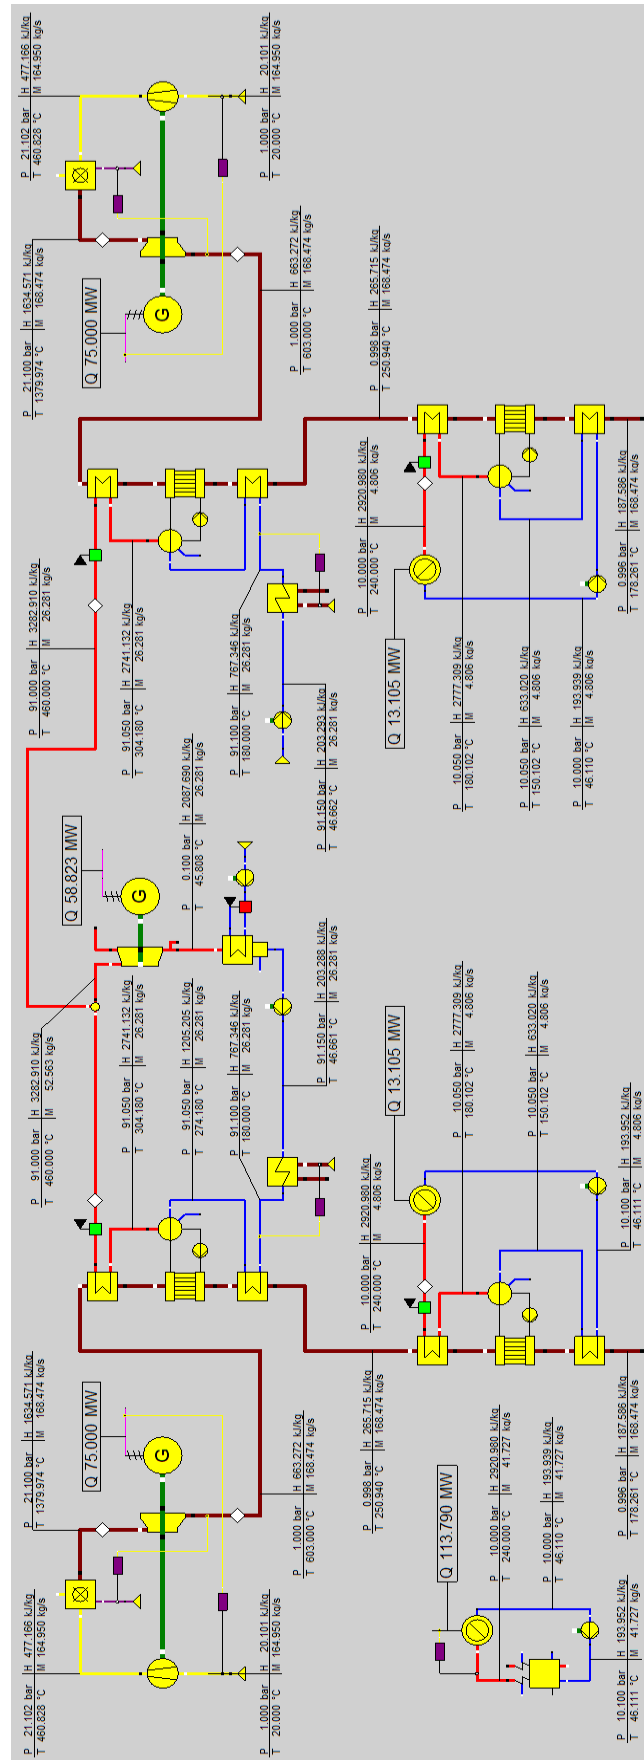 P 21.102 bar H 477.166 kJ/kg
T 460.828 °C M 164.950 kg/s
P 21.100 bar H 1634.571 kJ/kg
T 1379.974 °C M 168.474 kg/s
Q 75.000 MW
G
P 1.000 bar H 20.101 kJ/kg
T 20.000 °C M 164.950 kg/s
P 1.000 bar H 663.272 kJ/kg
T 603.000 °C M 168.474 kg/s
P 91.000 bar H 3282.910 kJ/kg
T 460.000 °C M 52.563 kg/s
Q 58.823 MW
G
P 91.050 bar H 2741.132 kJ/kg
T 304.180 °C M 26.281 kg/s
P 91.050 bar H 1205.205 kJ/kg
T 274.180 °C M 26.281 kg/s
P 91.100 bar H 767.346 kJ/kg
T 180.000 °C M 26.281 kg/s
P 0.100 bar H 2087.690 kJ/kg
T 45.808 °C M 26.281 kg/s
P 91.150 bar H 203.288 kJ/kg
T 46.661 °C M 26.281 kg/s
P 91.000 bar H 3282.910 kJ/kg
T 460.000 °C M 26.281 kg/s
P 91.050 bar H 2741.132 kJ/kg
T 304.180 °C M 26.281 kg/s
P 91.100 bar H 767.346 kJ/kg
T 180.000 °C M 26.281 kg/s
P 91.150 bar H 203.293 kJ/kg
T 46.662 °C M 26.281 kg/s
P 21.100 bar H 1634.571 kJ/kg
T 1379.974 °C M 168.474 kg/s
P 21.102 bar H 477.166 kJ/kg
T 460.828 °C M 164.950 kg/s
Q 75.000 MW
G
P 1.000 bar H 663.272 kJ/kg
T 603.000 °C M 168.474 kg/s
P 1.000 bar H 20.101 kJ/kg
T 20.000 °C M 164.950 kg/s
Q 113.790 MW
P 10.000 bar H 2920.980 kJ/kg
T 240.000 °C M 41.727 kg/s
P 10.000 bar H 193.939 kJ/kg
T 46.110 °C M 41.727 kg/s
P 10.100 bar H 193.952 kJ/kg
T 46.111 °C M 41.727 kg/s
P 0.998 bar H 265.715 kJ/kg
T 250.940 °C M 168.474 kg/s
P 10.000 bar H 2920.980 kJ/kg
T 240.000 °C M 4.806 kg/s
Q 13.105 MW
P 10.050 bar H 2777.309 kJ/kg
T 180.102 °C M 4.806 kg/s
P 10.050 bar H 633.020 kJ/kg
T 150.102 °C M 4.806 kg/s
P 10.100 bar H 193.952 kJ/kg
T 46.111 °C M 4.806 kg/s
P 0.996 bar H 187.586 kJ/kg
T 178.261 °C M 168.474 kg/s
P 0.998 bar H 265.715 kJ/kg
T 250.940 °C M 168.474 kg/s
P 10.000 bar H 2920.980 kJ/kg
T 240.000 °C M 4.806 kg/s
Q 13.105 MW
P 10.050 bar H 2777.309 kJ/kg
T 180.102 °C M 4.806 kg/s
P 10.050 bar H 633.020 kJ/kg
T 150.102 °C M 4.806 kg/s
P 10.000 bar H 193.939 kJ/kg
T 46.110 °C M 4.806 kg/s
P 0.996 bar H 187.586 kJ/kg
T 178.261 °C M 168.474 kg/s